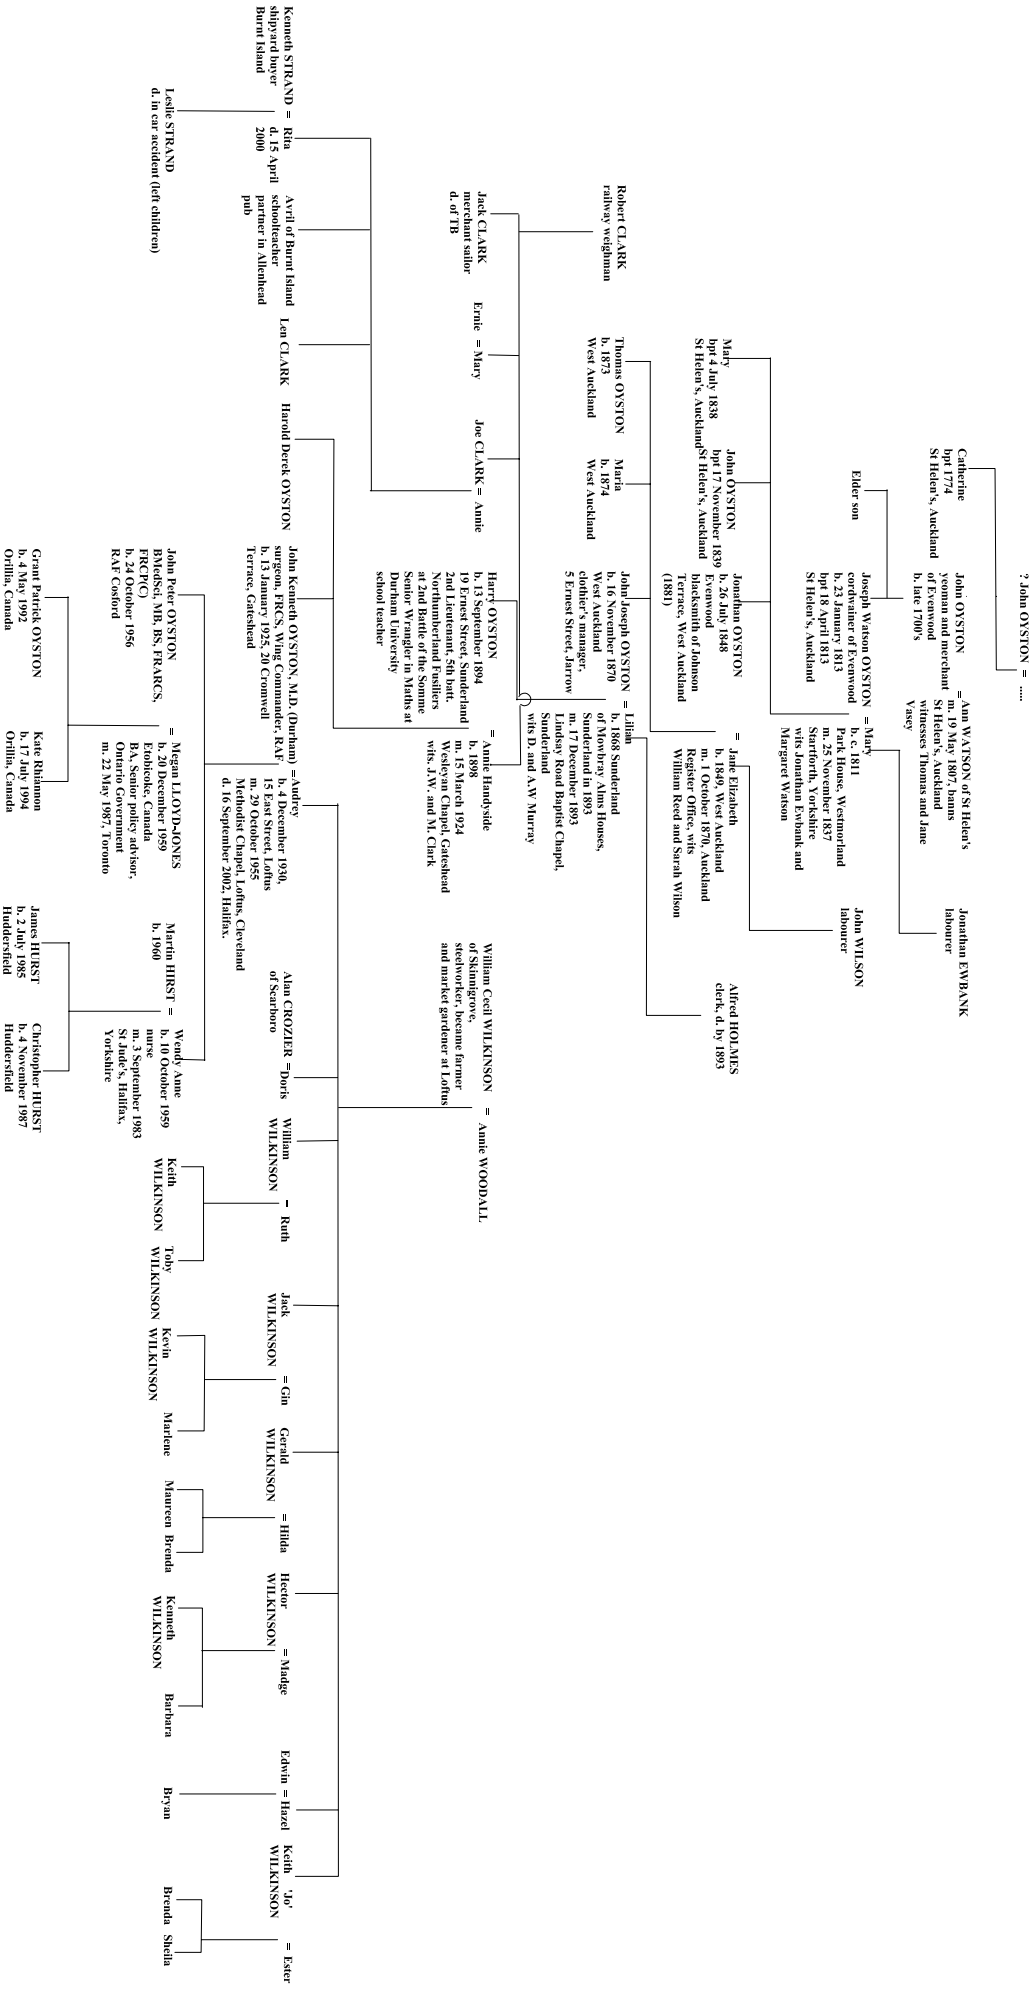 ? John OYSTON = .....
Catherine
bpt 1774
St Helen's, Auckland
John OYSTON
yeoman and merchant
of Evenwood
b. late 1700's
= Ann WATSON of St Helen's
m. 19 May 1807, banns
St Helen's, Auckland
witnesses Thomas and Jane
Vasey
Jonathan EWBANK
labourer
Elder son
Joseph Watson OYSTON
cordwainer of Evenwood
b. 23 January 1813
bpt 18 April 1813
St Helen's, Auckland
= Mary
b. c. 1811
Park House, Westmorland
m. 25 November 1837
Startforth, Yorkshire
wits Jonathan Ewbank and
Margaret Watson
John WILSON
labourer
Mary
bpt 4 July 1838
St Helen's, Auckland
John OYSTON
bpt 17 November 1839
St Helen's, Auckland
Jonathan OYSTON
b. 26 July 1848
Evenwood
blacksmith of Johnson
Terrace, West Auckland
(1881)
= Jane Elizabeth
b. 1849, West Auckland
m. 1 October 1870, Auckland
Register Office, wits
William Reed and Sarah Wilson
Alfred HOLMES
clerk, d. by 1893
Robert CLARK
railway weighman
Thomas OYSTON
b. 1873
West Auckland
Maria
b. 1874
West Auckland
John Joseph OYSTON
b. 16 November 1870
West Auckland
clothier's manager,
5 Ernest Street, Jarrow
= Lilian
b. 1868 Sunderland
of Mowbray Alms Houses,
Sunderland in 1893
m. 17 December 1893
Lindsay Road Baptist Chapel,
Sunderland
wits D. and A.W Murray
Jack CLARK
merchant sailor
d. of TB
Ernie = Mary
Joe CLARK = Annie
Harry OYSTON
b. 13 September 1894
19 Ernest Street, Sunderland
2nd Lieutenant, 5th batt.
Northumberland Fusiliers
at 2nd Battle of the Somme
Senior Wrangler in Maths at
Durham University
school teacher
= Annie Handyside
b. 1898
m. 15 March 1924
Wesleyan Chapel, Gateshead
wits. J.W. and M. Clark
William Cecil WILKINSON
of Skinnigrove,
steelworker, became farmer
and market gardener at Loftus
= Annie WOODALL
Kenneth STRAND
shipyard buyer
Burnt Island
= Rita
d. 15 April
2000
Avril of Burnt Island
schoolteacher
partner in Allenhead
pub
Len CLARK
Harold Derek OYSTON
John Kenneth OYSTON, M.D. (Durham)
surgeon, FRCS, Wing Commander, RAF
b. 13 January 1925, 20 Cromwell
Terrace, Gateshead
= Audrey
b. 4 December 1930,
15 East Street, Loftus
m. 29 October 1955
Methodist Chapel, Loftus, Cleveland
d. 16 September 2002, Halifax.
Alan CROZIER
of Scarboro
= Doris
William
WILKINSON
– Ruth
Jack
WILKINSON
= Gin
Gerald
WILKINSON
= Hilda
Hector
WILKINSON
= Madge
Edwin = Hazel
Keith 'Jo'
WILKINSON
= Ester
Leslie STRAND
d. in car accident (left children)
John Peter OYSTON
BMedSci, MB, BS, FRARCS,
FRCP(C)
b. 24 October 1956
RAF Cosford
= Megan LLOYD-JONES
b. 20 December 1959
Etobicoke, Canada
BA, Senior policy advisor,
Ontario Government
m. 22 May 1987, Toronto
Martin HIRST =
b. 1960
Wendy Anne
b. 10 October 1959
nurse
m. 3 September 1983
St Jude's, Halifax,
Yorkshire
Keith
WILKINSON
Toby
WILKINSON
Kevin
WILKINSON
Marlene
Maureen Brenda
Kenneth
WILKINSON
Barbara
Bryan
Brenda Sheila
Grant Patrick OYSTON
b. 4 May 1992
Orillia, Canada
Kate Rhiannon
b. 17 July 1994
Orillia, Canada
James HURST
b. 2 July 1985
Huddersfield
Christopher HURST
b. 4 November 1987
Huddersfield